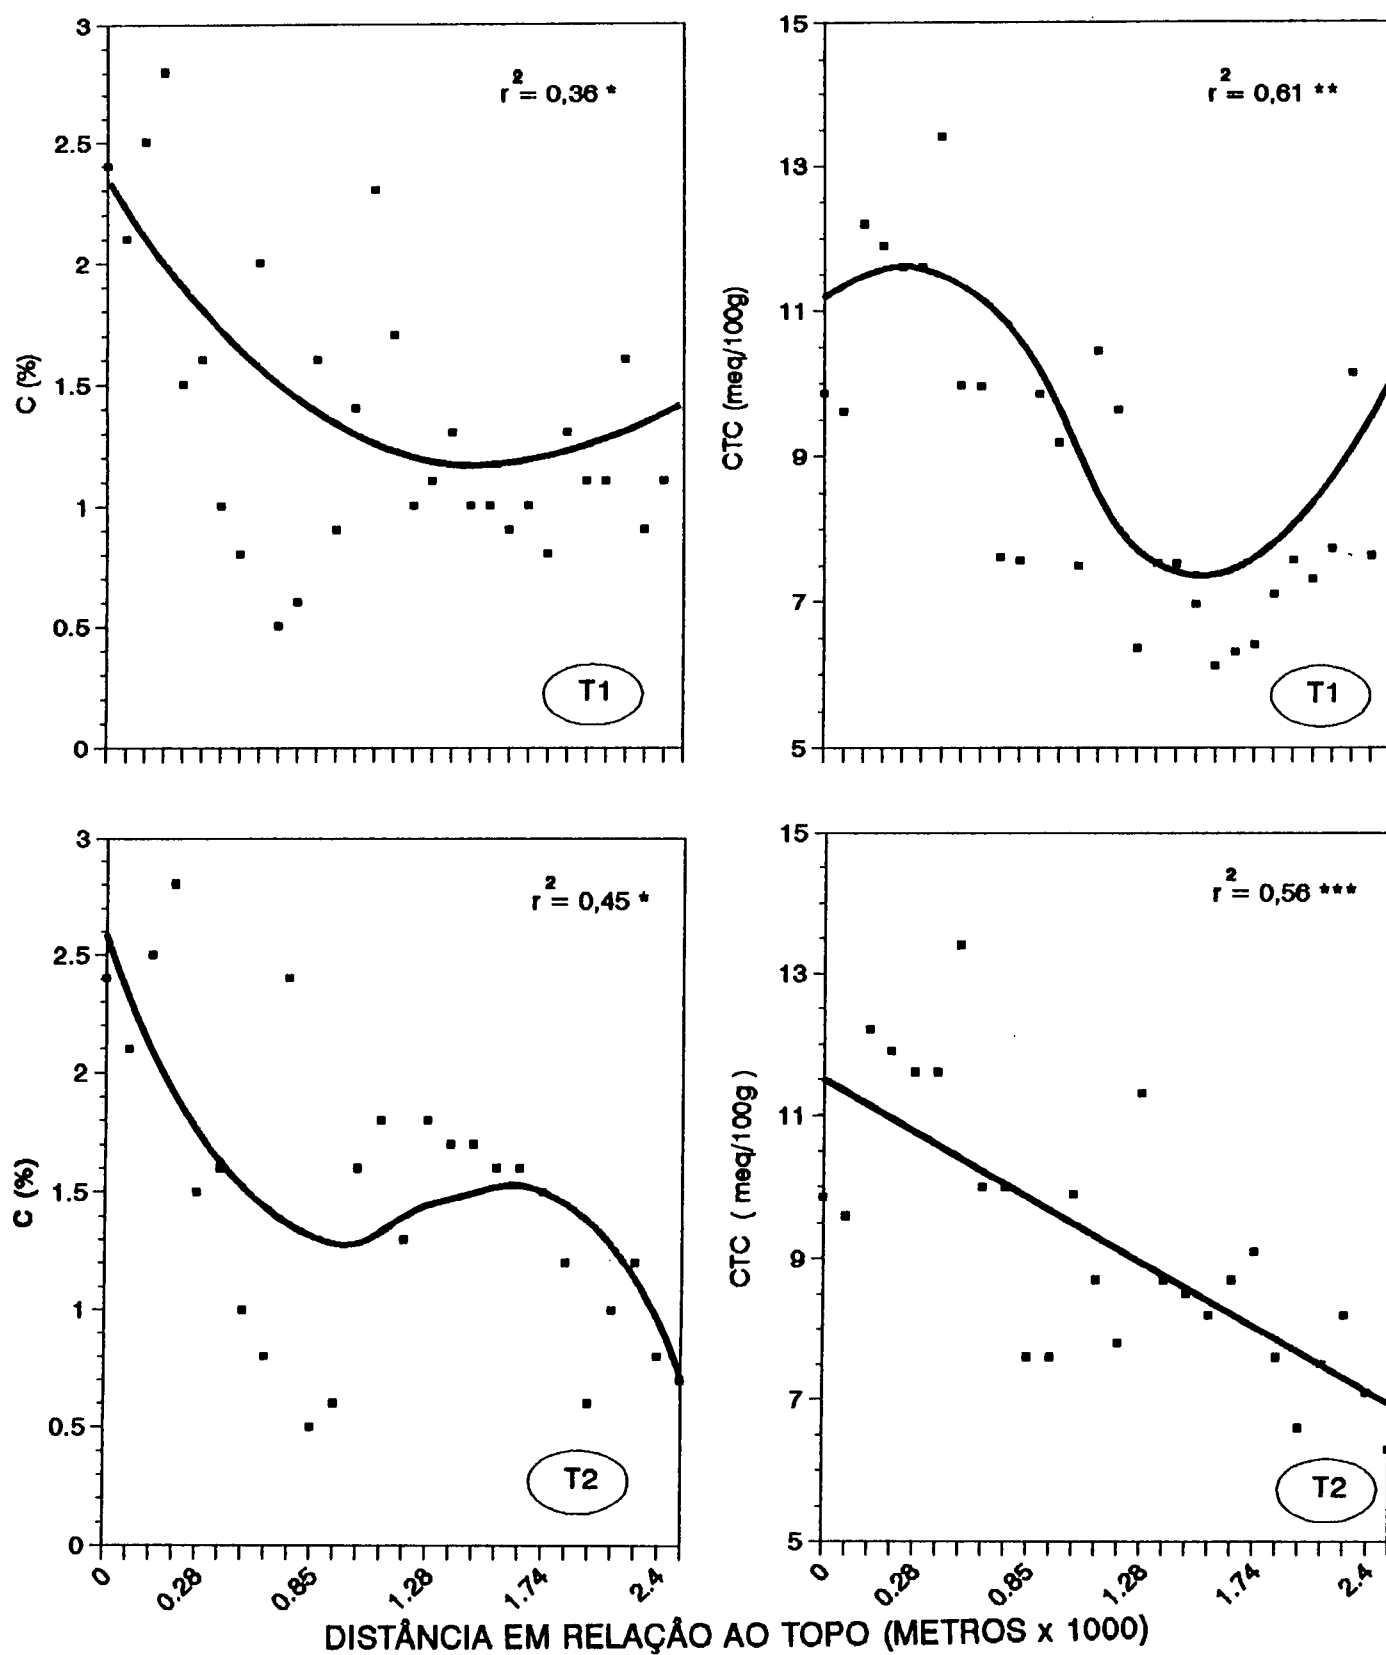 3
2.5
2
1.5
1
0.5
0
C (%)
r² = 0,36 *
T1
15
13
11
9
7
5
CTC (meq/100g)
r² = 0,61 **
T1
3
2.5
2
1.5
1
0.5
0
C (%)
r² = 0,45 *
T2
0 0.28 0.85 1.28 1.74 2.4
15
13
11
9
7
5
CTC ( meq/100g )
r² = 0,56 ***
T2
0 0.28 0.85 1.28 1.74 2.4
DISTÂNCIA EM RELAÇÂO AO TOPO (METROS x 1000)